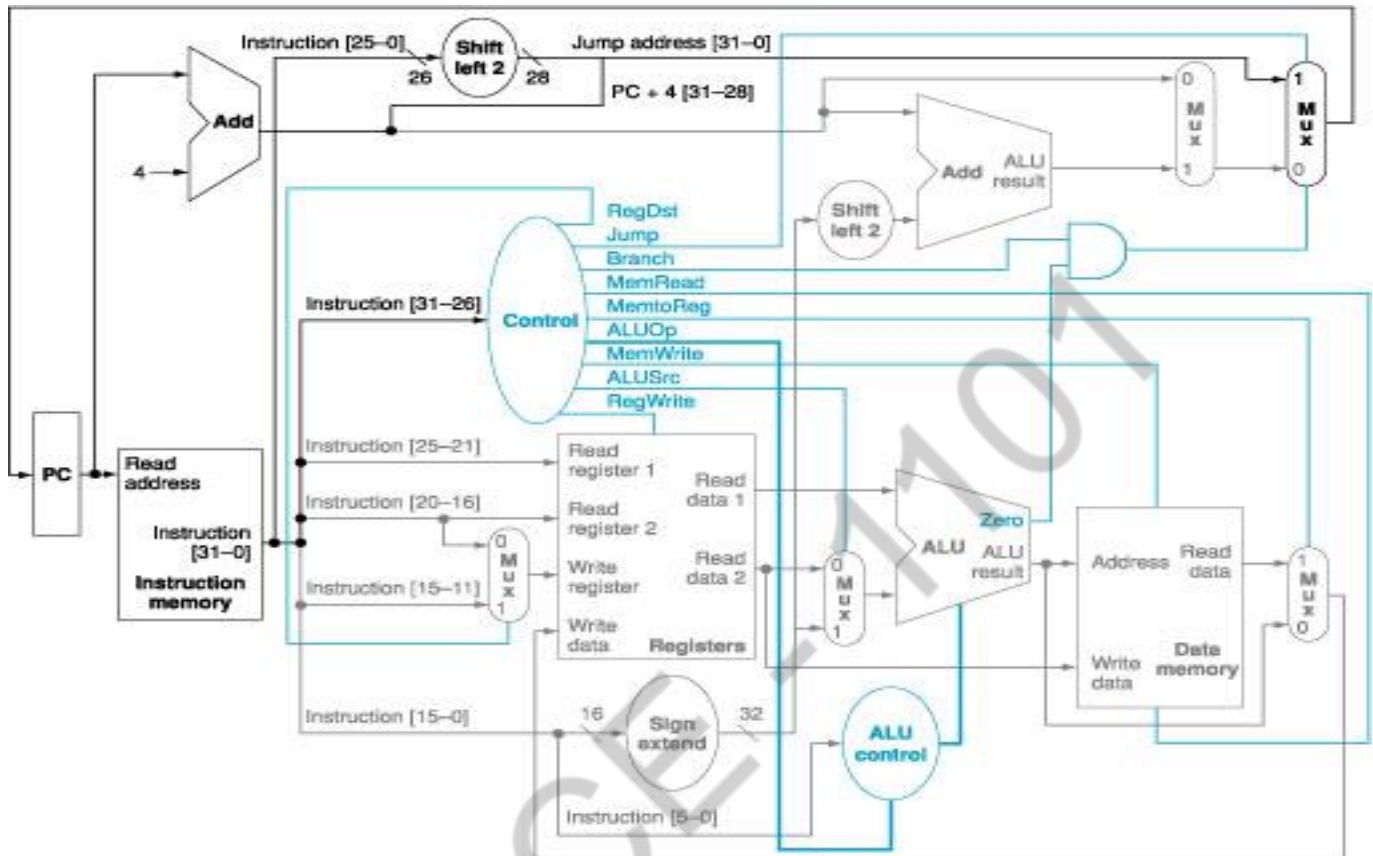 Instruction [25–0]
Shift
left 2
Jump address [31–0]
26
28
PC + 4 [31–28]
Add
4
0
M
u
x
1
1
M
u
x
0
Add
ALU
result
Shift
left 2
RegDst
Jump
Branch
MemRead
MemtoReg
ALUOp
MemWrite
ALUSrc
RegWrite
Instruction [31–26]
Control
PC
Read
address
Instruction
[31–0]
Instruction
memory
Instruction [25–21]
Instruction [20–16]
Instruction [15–11]
0
M
u
x
1
Read
register 1
Read
register 2
Write
register
Write
data
Read
data 1
Read
data 2
Registers
0
M
u
x
1
Zero
ALU
ALU
result
Address
Read
data
Write
data
Data
memory
1
M
u
x
0
Instruction [15–0]
16
Sign
extend
32
ALU
control
Instruction [5–0]
CE - 1101